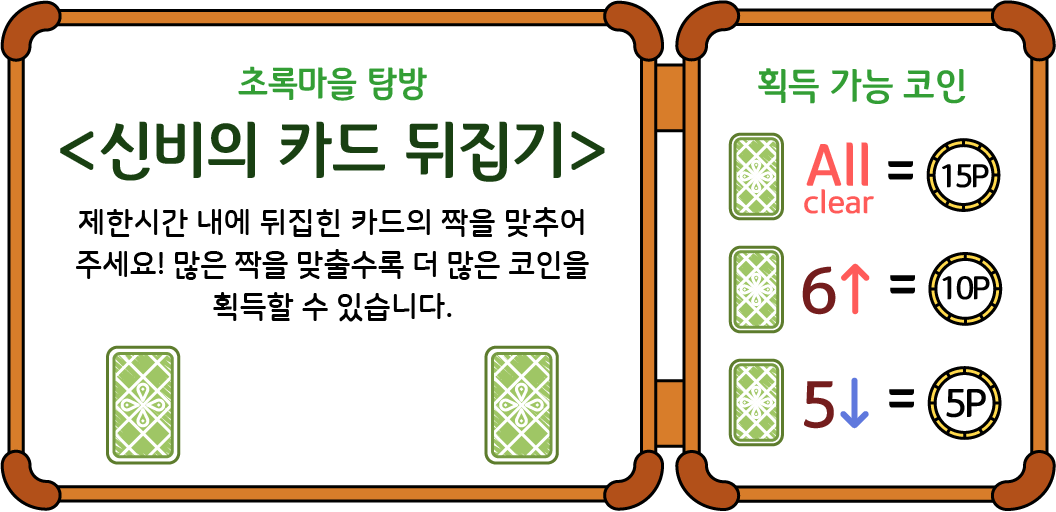 초록마을 탐방
<신비의 카드 뒤집기>
제한시간 내에 뒤집힌 카드의 짝을 맞추어
주세요! 많은 짝을 맞출수록 더 많은 코인을
획득할 수 있습니다.
획득 가능 코인
All
clear
= 15P
6↑ = 10P
5↓ = 5P